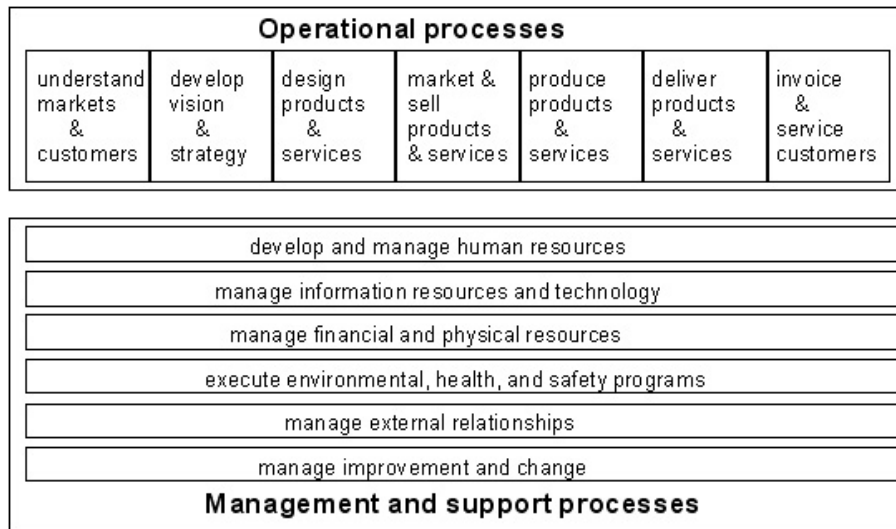 Operational processes
understand
markets
&
customers
develop
vision
&
strategy
design
products
&
services
market &
sell
products
& services
produce
products
&
services
deliver
products
&
services
invoice
&
service
customers
develop and manage human resources
manage information resources and technology
manage financial and physical resources
execute environmental, health, and safety programs
manage external relationships
manage improvement and change
Management and support processes